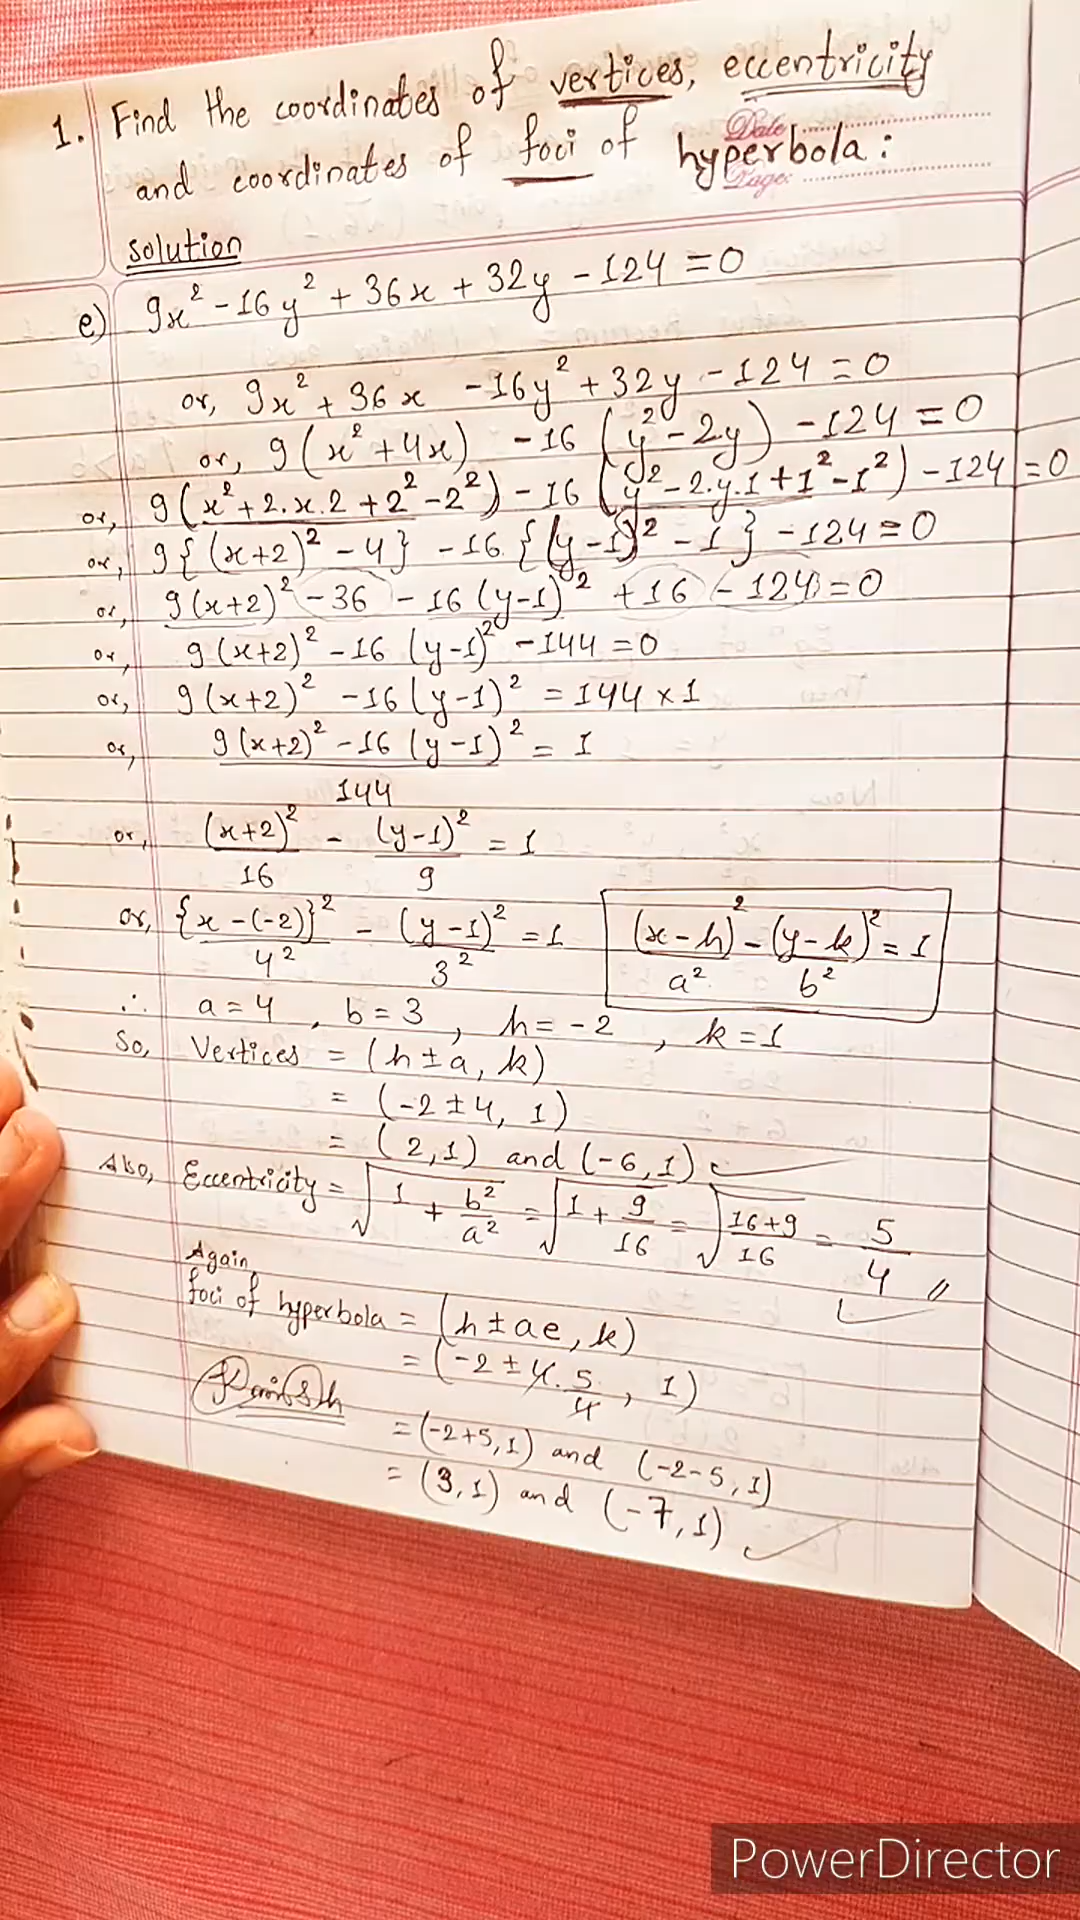 1. Find the coordinates of vertices, eccentricity
and coordinates of foci of hyperbola:
Date:
Page:
solution
e) 9x² - 16y² + 36x + 32y - 124 = 0
or, 9x² + 36x - 16y² + 32y - 124 = 0
or, 9(x² + 4x) - 16(y² - 2y) - 124 = 0
or, 9(x² + 2.x.2 + 2² - 2²) - 16(y² - 2.y.1 + 1² - 1²) - 124 = 0
or, 9{(x+2)² - 4} - 16{(y-1)² - 1} - 124 = 0
or, 9(x+2)² - 36 - 16(y-1)² + 16 - 124 = 0
or, 9(x+2)² - 16(y-1)² - 144 = 0
or, 9(x+2)² - 16(y-1)² = 144 × 1
or, 9(x+2)² - 16(y-1)² = 1
144
or, (x+2)² - (y-1)² = 1
16 9
or, {x-(-2)}² - (y-1)² = 1 (x-h)² - (y-k)² = 1
4² 3² a² b²
∴ a = 4, b = 3, h = -2, k = 1
So, Vertices = (h ± a, k)
= (-2 ± 4, 1)
= (2, 1) and (-6, 1)
Also, Eccentricity = √1 + b²/a² = √1 + 9/16 = √16+9/16 = 5/4
Again,
foci of hyperbola = (h ± ae, k)
= (-2 ± 4.5/4, 1)
= (-2+5, 1) and (-2-5, 1)
= (3, 1) and (-7, 1)
PowerDirector